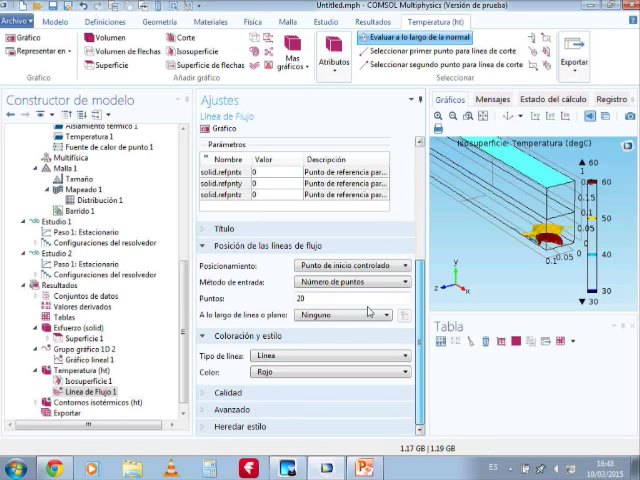 Untitled.mph - COMSOL Multiphysics (Versión de prueba)
Archivo Modelo Definiciones Geometría Materiales Física Malla Estudio Resultados Temperatura (ht)
Gráfico Volumen Corte Evaluar a lo largo de la normal
Representar en Volumen de flechas Isosuperficie Más gráficos Atributos Seleccionar primer punto para línea de corte Exportar
Superficie Superficie de flechas Seleccionar segundo punto para línea de corte
Gráfico Añadir gráfico Seleccionar
Constructor de modelo
Aislamiento térmico 1
Temperatura 1
Fuente de calor de punto 1
Multifísica
Malla 1
Tamaño
Mapeado 1
Distribución 1
Barrido 1
Estudio 1
Paso 1: Estacionario
Configuraciones del resolvedor
Estudio 2
Paso 1: Estacionario
Configuraciones del resolvedor
Resultados
Conjuntos de datos
Valores derivados
Tablas
Esfuerzo (solid)
Superficie 1
Grupo gráfico 1D 2
Gráfico lineal 1
Temperatura (ht)
Isosuperficie 1
Línea de Flujo 1
Contornos isotérmicos (ht)
Exportar
Ajustes
Línea de Flujo
Gráfico
Parámetros
Nombre Valor Descripción
solid.refpntx 0 Punto de referencia par...
solid.refpnty 0 Punto de referencia par...
solid.refpntz 0 Punto de referencia par...
Título
Posición de las líneas de flujo
Posicionamiento: Punto de inicio controlado
Método de entrada: Número de puntos
Puntos: 20
A lo largo de línea o plano: Ninguno
Coloración y estilo
Tipo de línea: Línea
Color: Rojo
Calidad
Avanzado
Heredar estilo
Gráficos Mensajes Estado del cálculo Registro
Isosuperficie: Temperatura (degC)
▲ 60
60
0.15
0.1
0.05
0
50
40
30
▼ 30
0.1
0.05
0
y
z
x
Tabla
1.17 GB | 1.19 GB
ES
16:48
10/03/2015